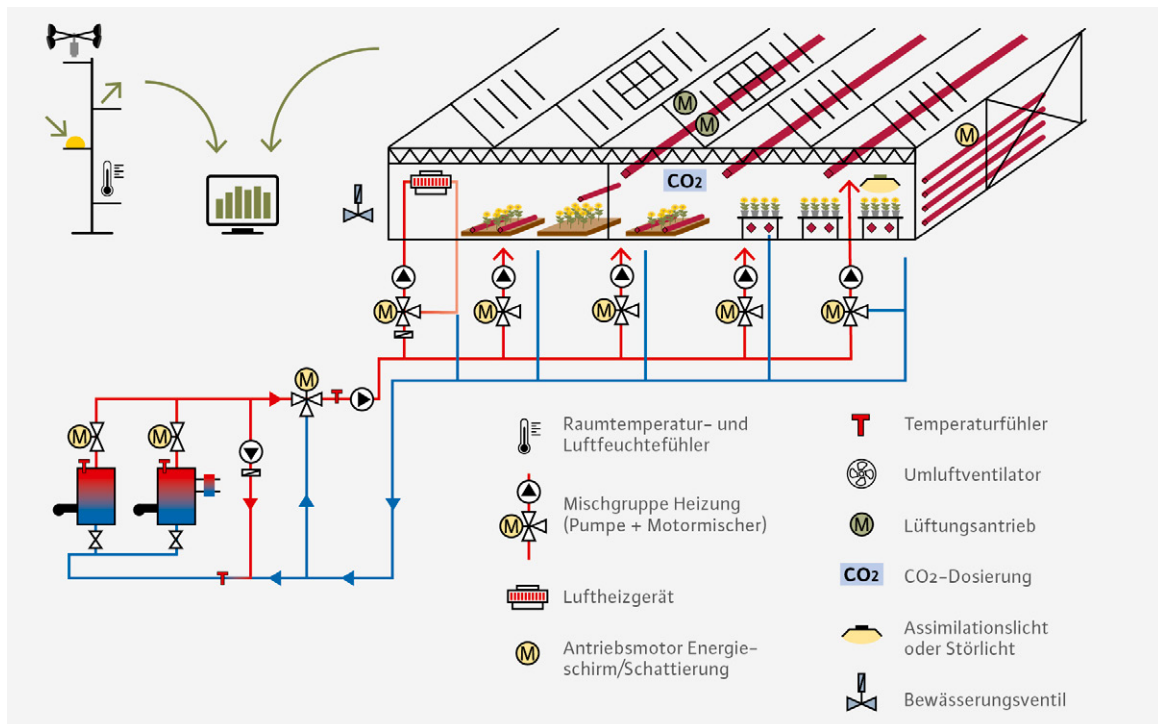 M
M
M
CO2
M
M
M
M
M
M
M
M
Raumtemperatur- und
Luftfeuchtefühler
M
Mischgruppe Heizung
(Pumpe + Motormischer)
Luftheizgerät
M
Antriebsmotor Energie-
schirm/Schattierung
Temperaturfühler
Umluftventilator
M
Lüftungsantrieb
CO2
CO2-Dosierung
Assimilationslicht
oder Störlicht
Bewässerungsventil